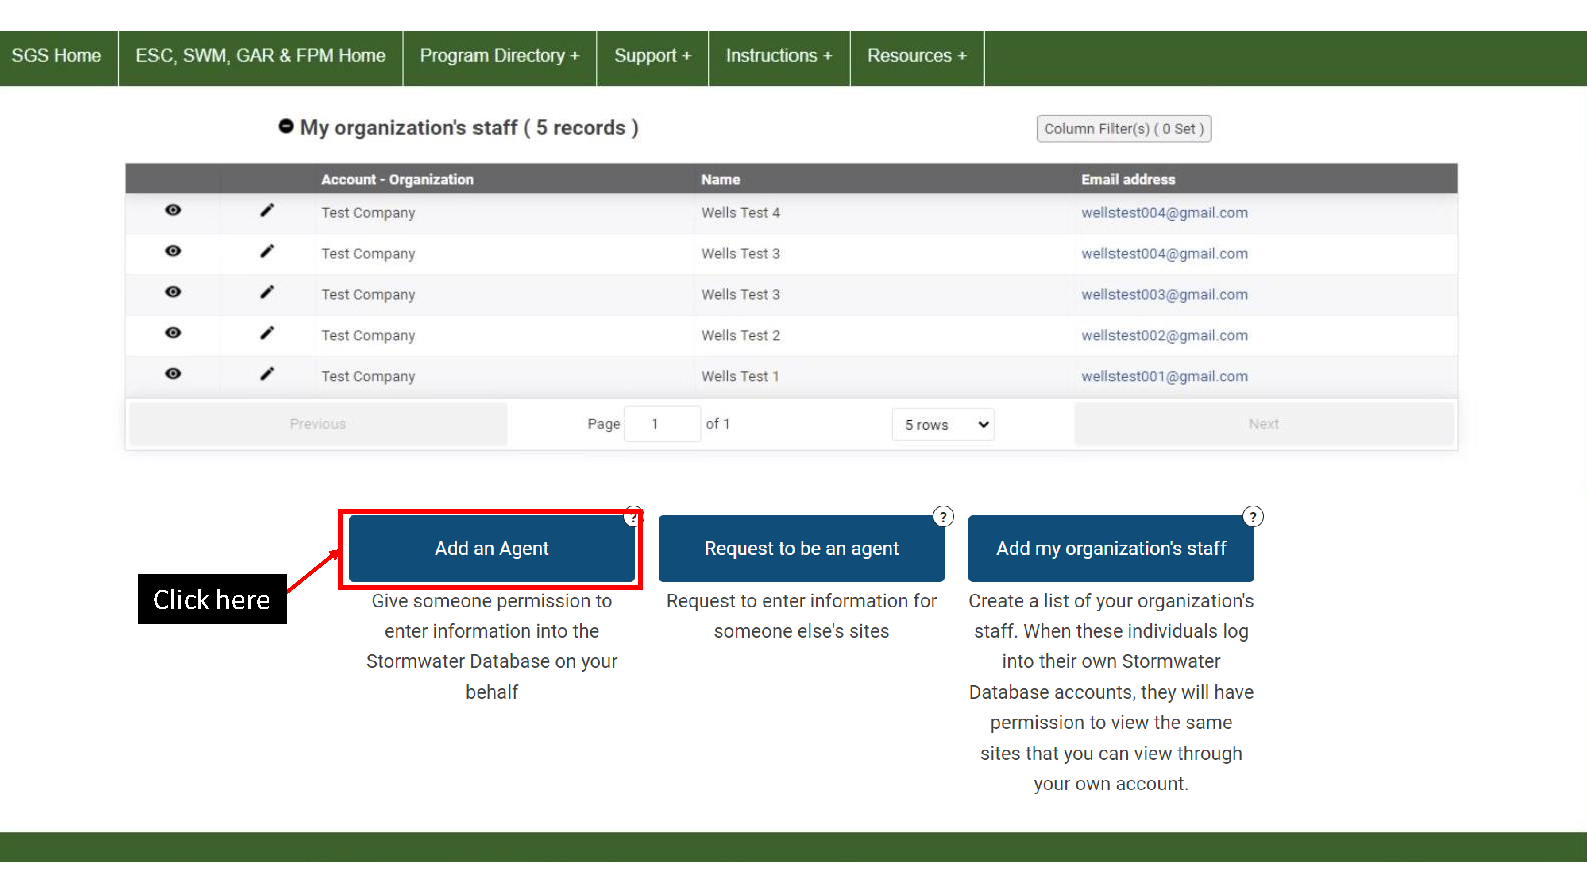 SGS Home ESC, SWM, GAR & FPM Home Program Directory + Support + Instructions + Resources +
My organization's staff ( 5 records ) Column Filter(s) ( 0 Set )
Account - Organization Name Email address
Test Company Wells Test 4 wellstest004@gmail.com
Test Company Wells Test 3 wellstest004@gmail.com
Test Company Wells Test 3 wellstest003@gmail.com
Test Company Wells Test 2 wellstest002@gmail.com
Test Company Wells Test 1 wellstest001@gmail.com
Previous Page 1 of 1 5 rows Next
? ? ?
Add an Agent Request to be an agent Add my organization's staff
Click here
Give someone permission to
enter information into the
Stormwater Database on your
behalf
Request to enter information for
someone else's sites
Create a list of your organization's
staff. When these individuals log
into their own Stormwater
Database accounts, they will have
permission to view the same
sites that you can view through
your own account.